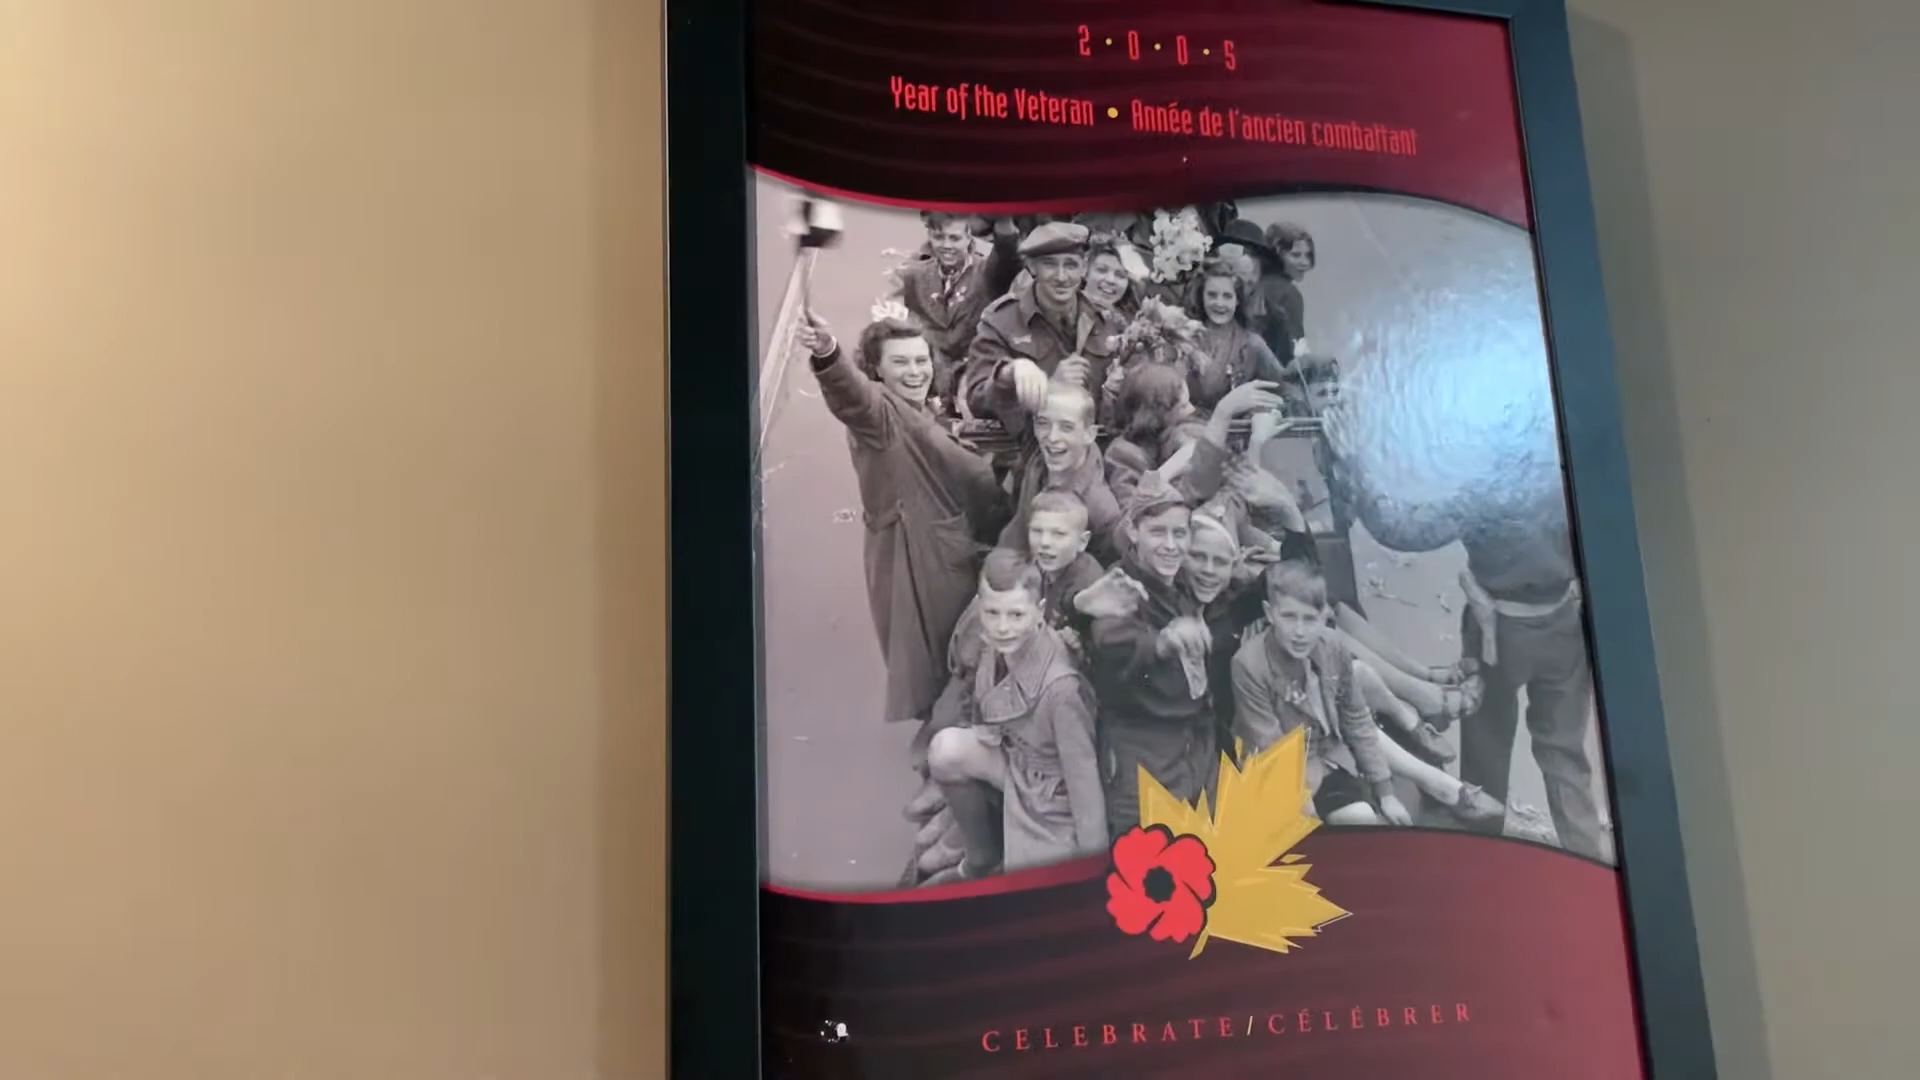 2·0·0·5
Year of the Veteran • Année de l'ancien combattant
CELEBRATE/CÉLÉBRER